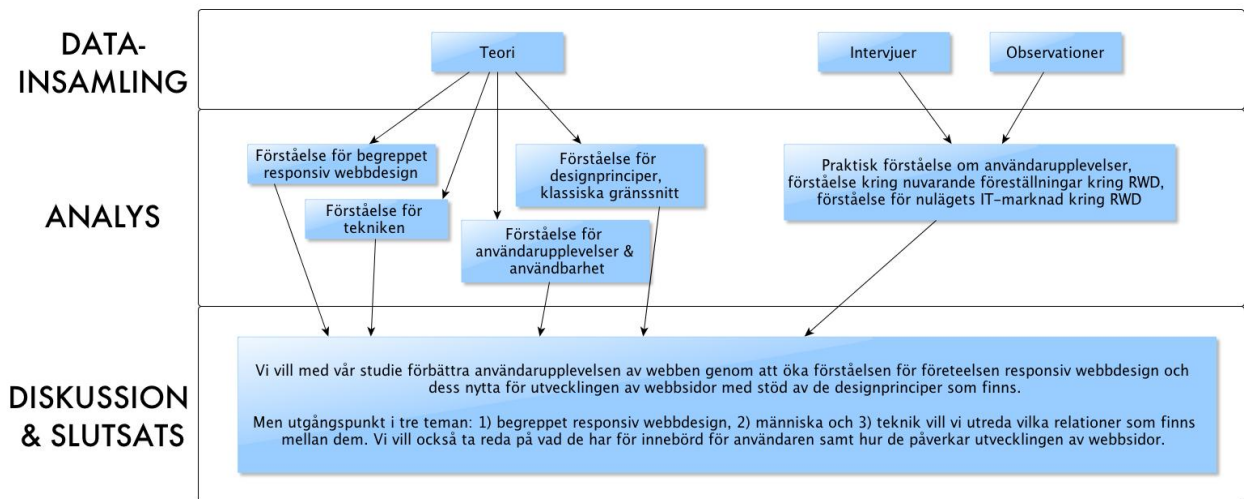 DATA-
INSAMLING
Teori
Intervjuer
Observationer
ANALYS
Förståelse för begreppet
responsiv webbdesign
Förståelse för
tekniken
Förståelse för
designprinciper,
klassiska gränssnitt
Förståelse för
användarupplevelser &
användbarhet
Praktisk förståelse om användarupplevelser,
förståelse kring nuvarande föreställningar kring RWD,
förståelse för nulägets IT-marknad kring RWD
DISKUSSION
& SLUTSATS
Vi vill med vår studie förbättra användarupplevelsen av webben genom att öka förståelsen för företeelsen responsiv webbdesign och
dess nytta för utvecklingen av webbsidor med stöd av de designprinciper som finns.
Men utgångspunkt i tre teman: 1) begreppet responsiv webbdesign, 2) människa och 3) teknik vill vi utreda vilka relationer som finns
mellan dem. Vi vill också ta reda på vad de har för innebörd för användaren samt hur de påverkar utvecklingen av webbsidor.